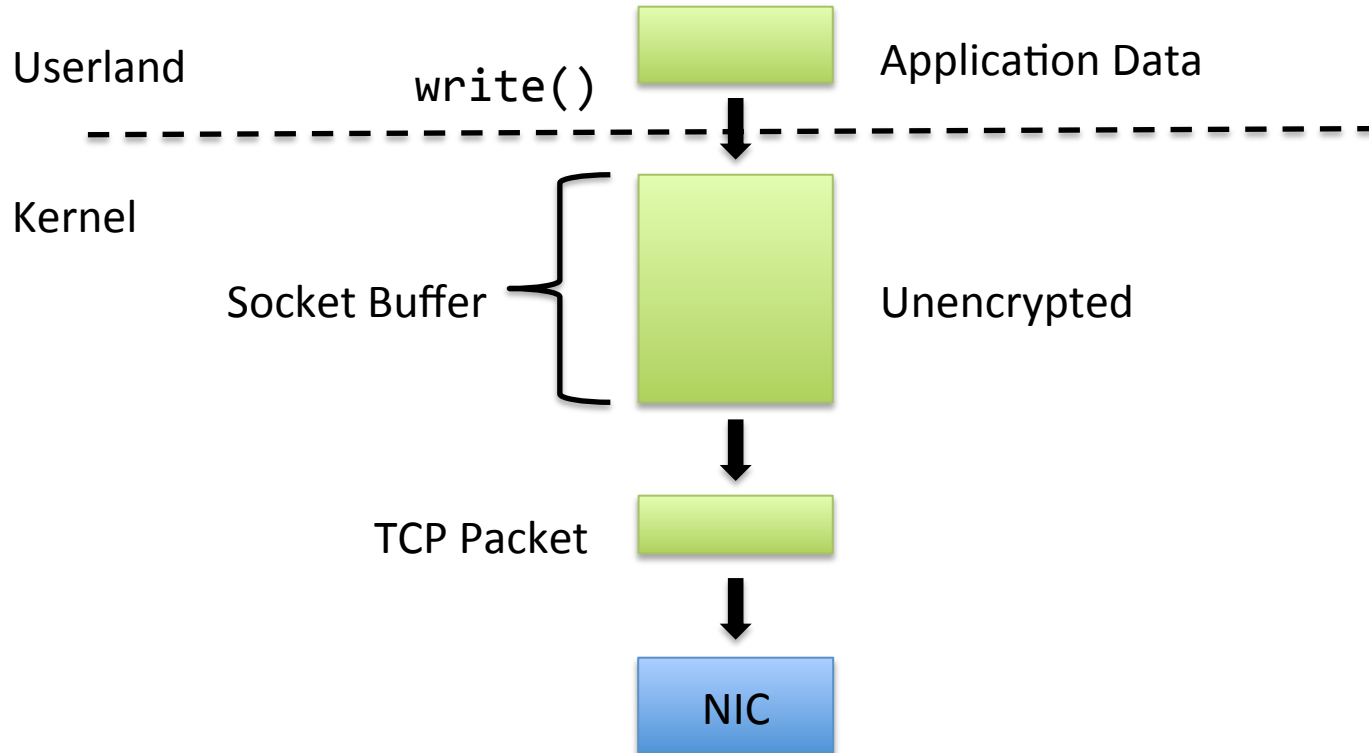 Userland
write()
Application Data
Kernel
Socket Buffer
Unencrypted
TCP Packet
NIC